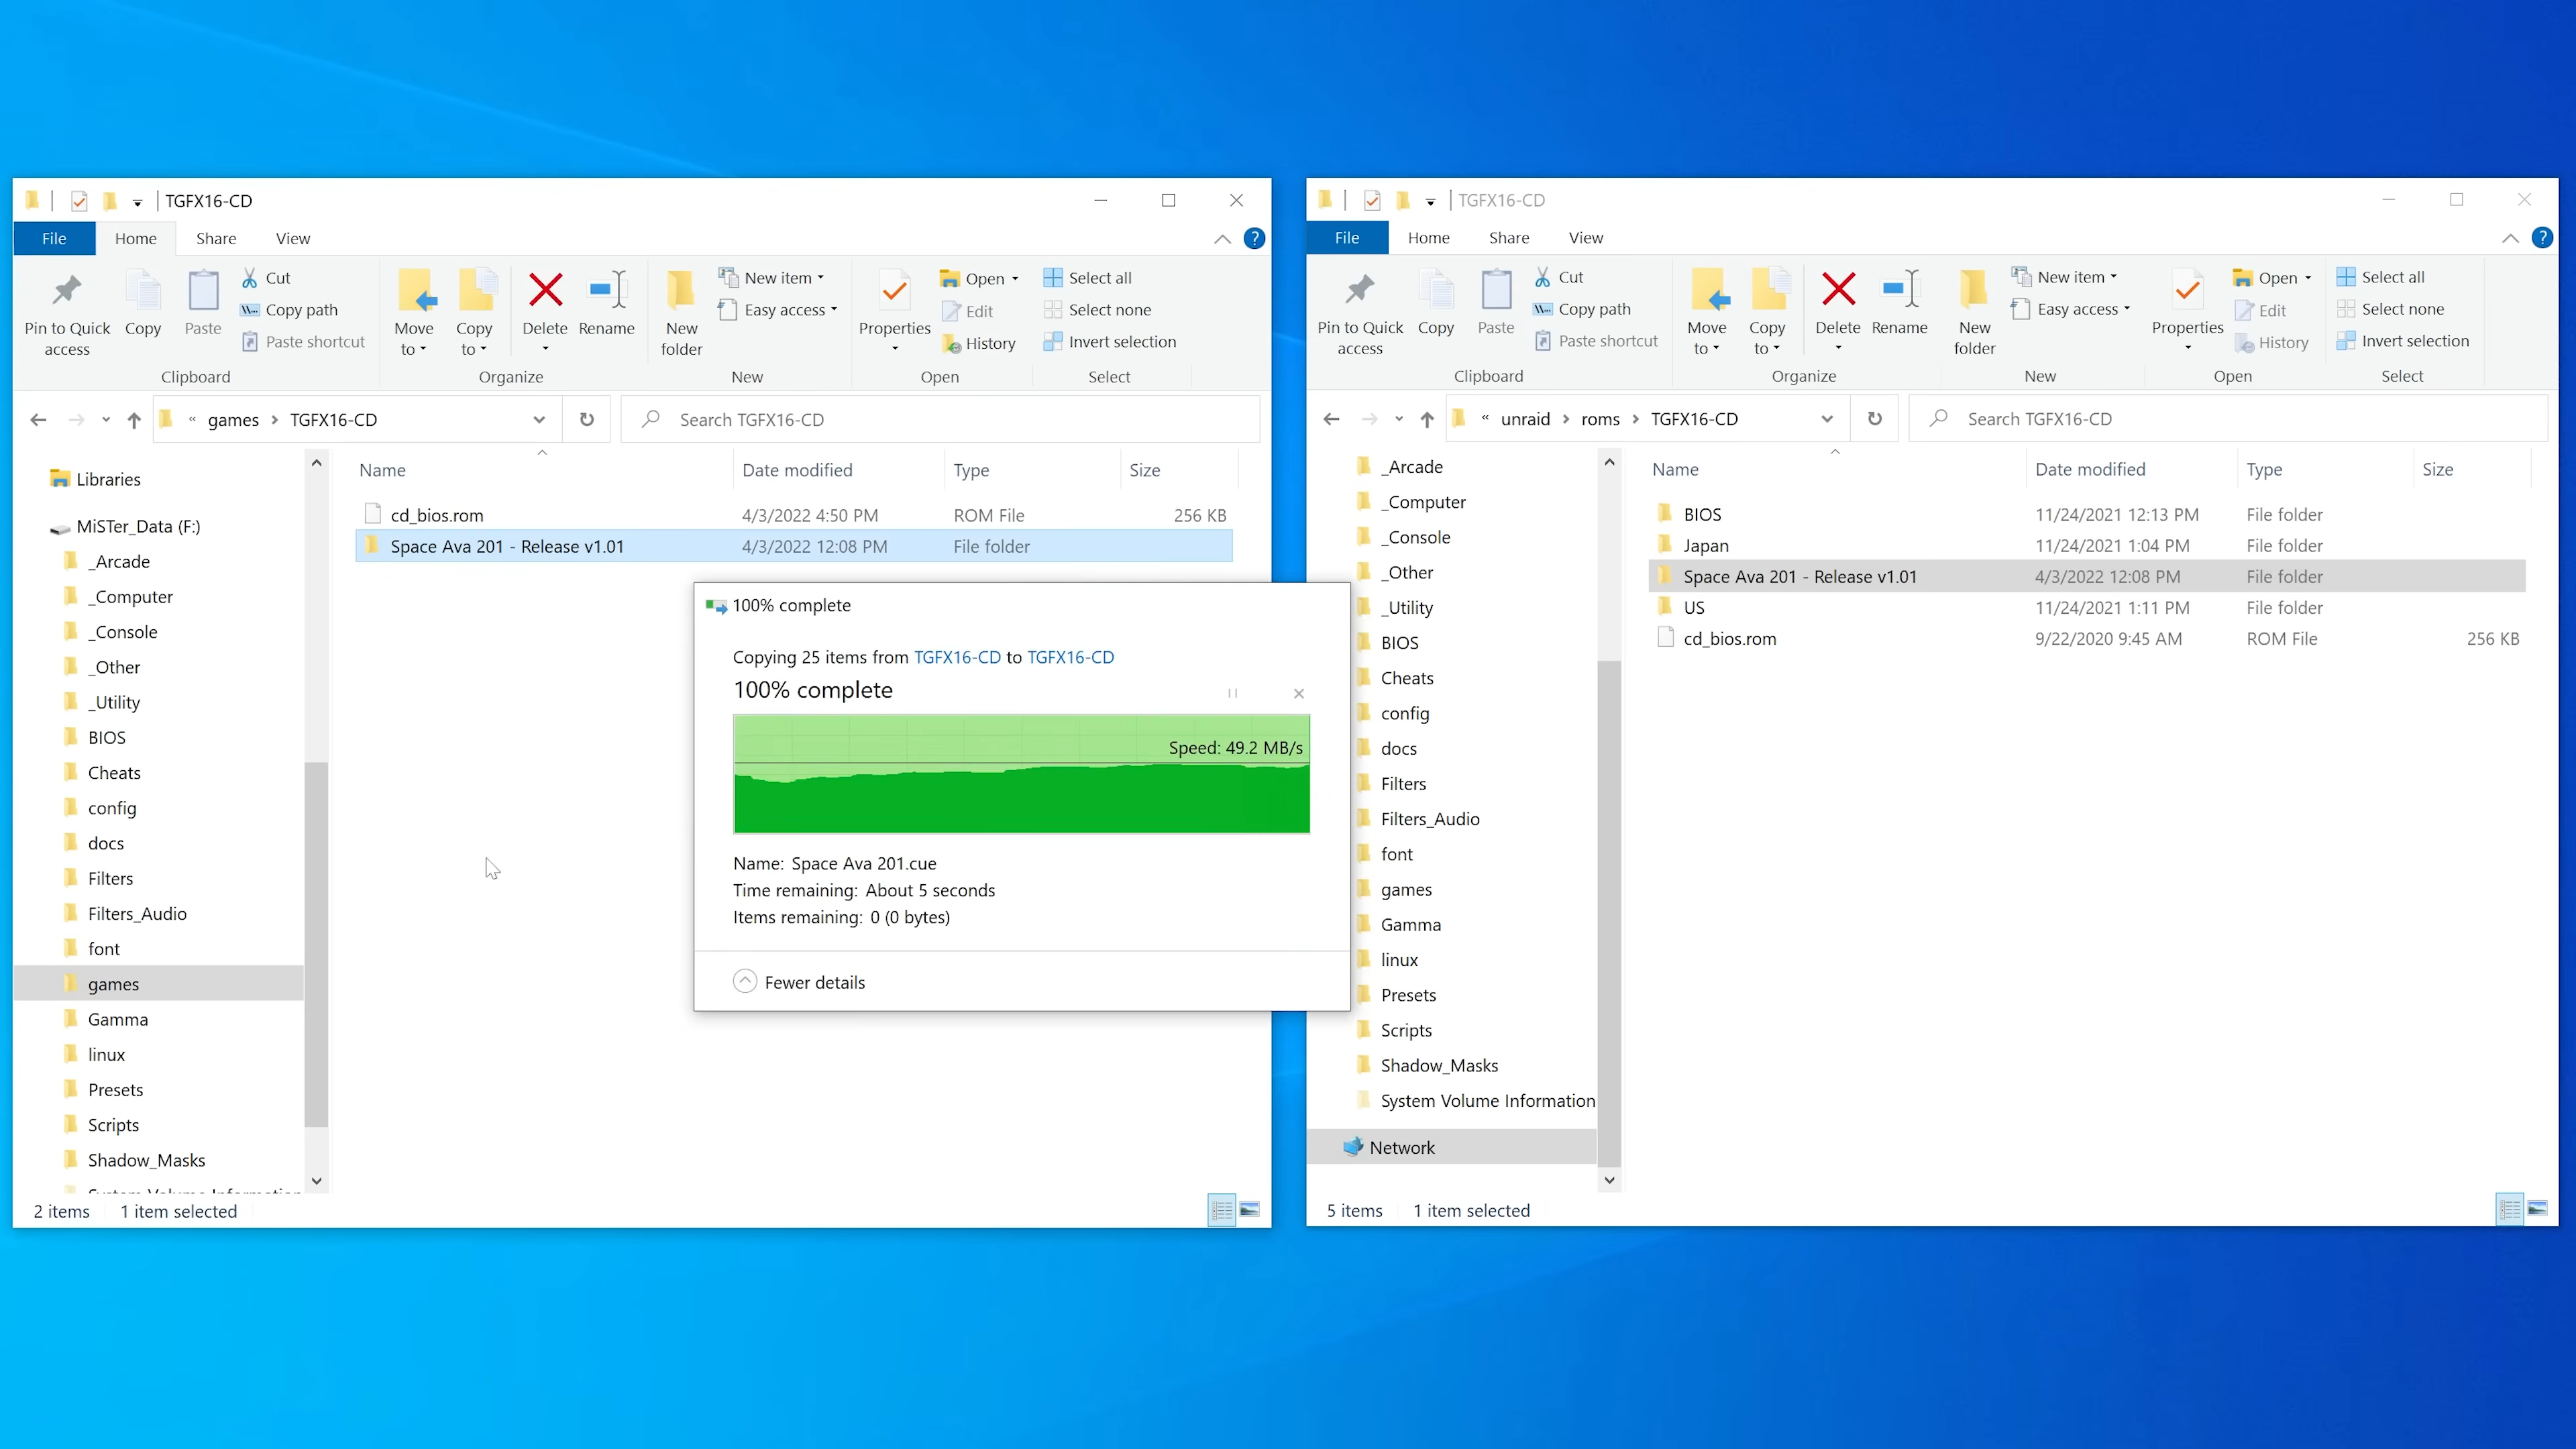 TGFX16-CD
File Home Share View
Pin to Quick access
Copy
Paste
Cut
Copy path
Paste shortcut
Clipboard
Move to
Copy to
Delete
Rename
Organize
New folder
New item
Easy access
New
Properties
Open
Edit
History
Open
Select all
Select none
Invert selection
Select
« games > TGFX16-CD
Search TGFX16-CD
Libraries
MiSTer_Data (F:)
_Arcade
_Computer
_Console
_Other
_Utility
BIOS
Cheats
config
docs
Filters
Filters_Audio
font
games
Gamma
linux
Presets
Scripts
Shadow_Masks
System Volume Information
Name Date modified Type Size
cd_bios.rom 4/3/2022 4:50 PM ROM File 256 KB
Space Ava 201 - Release v1.01 4/3/2022 12:08 PM File folder
2 items 1 item selected
100% complete
Copying 25 items from TGFX16-CD to TGFX16-CD
100% complete
Speed: 49.2 MB/s
Name: Space Ava 201.cue
Time remaining: About 5 seconds
Items remaining: 0 (0 bytes)
Fewer details
TGFX16-CD
File Home Share View
Pin to Quick access
Copy
Paste
Cut
Copy path
Paste shortcut
Clipboard
Move to
Copy to
Delete
Rename
Organize
New folder
New item
Easy access
New
Properties
Open
Edit
History
Open
Select all
Select none
Invert selection
Select
« unraid > roms > TGFX16-CD
Search TGFX16-CD
_Arcade
_Computer
_Console
_Other
_Utility
BIOS
Cheats
config
docs
Filters
Filters_Audio
font
games
Gamma
linux
Presets
Scripts
Shadow_Masks
System Volume Information
Network
Name Date modified Type Size
BIOS 11/24/2021 12:13 PM File folder
Japan 11/24/2021 1:04 PM File folder
Space Ava 201 - Release v1.01 4/3/2022 12:08 PM File folder
US 11/24/2021 1:11 PM File folder
cd_bios.rom 9/22/2020 9:45 AM ROM File 256 KB
5 items 1 item selected